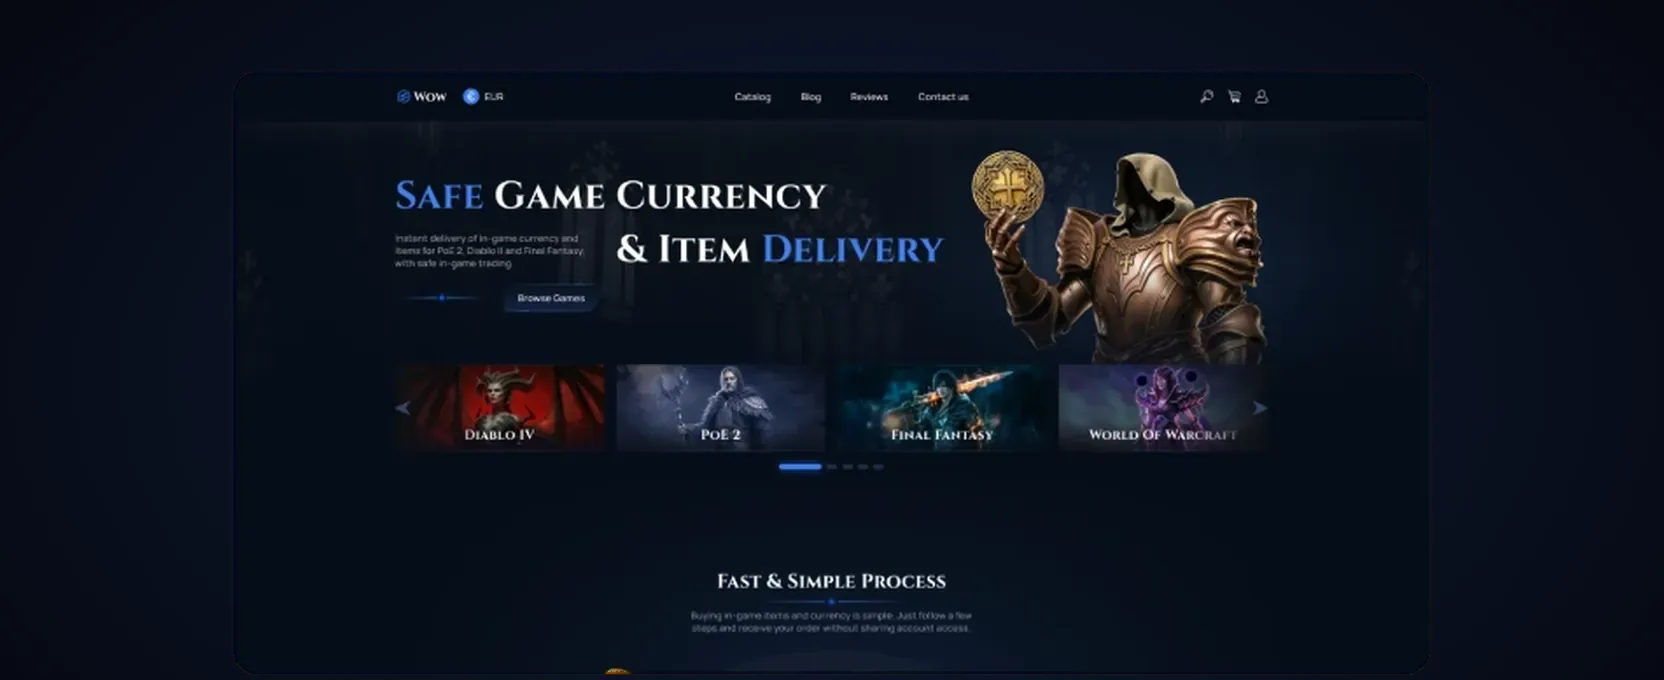 WOW
EUR
Catalog
Blog
Reviews
Contact us
SAFE GAME CURRENCY
& ITEM DELIVERY
Instant delivery of in-game currency and
items for PoE 2, Diablo II and Final Fantasy,
with safe in-game trading.
Browse Games
DIABLO IV
POE 2
FINAL FANTASY
WORLD OF WARCRAFT
FAST & SIMPLE PROCESS
Buying in-game items and currency is simple. Just follow a few
steps and receive your order without sharing account access.